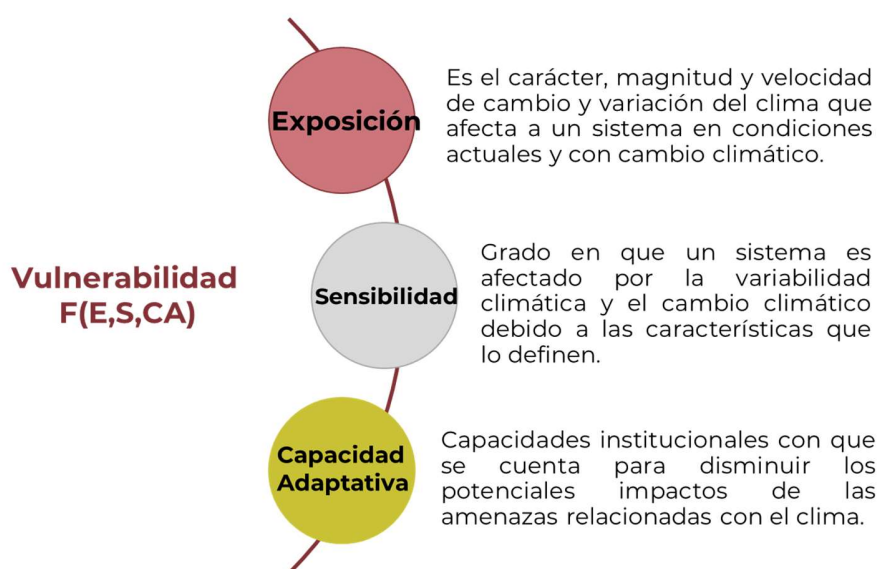 Vulnerabilidad
F(E,S,CA)
Exposición
Es el carácter, magnitud y velocidad
de cambio y variación del clima que
afecta a un sistema en condiciones
actuales y con cambio climático.
Sensibilidad
Grado en que un sistema es
afectado por la variabilidad
climática y el cambio climático
debido a las características que
lo definen.
Capacidad
Adaptativa
Capacidades institucionales con que
se cuenta para disminuir los
potenciales impactos de las
amenazas relacionadas con el clima.